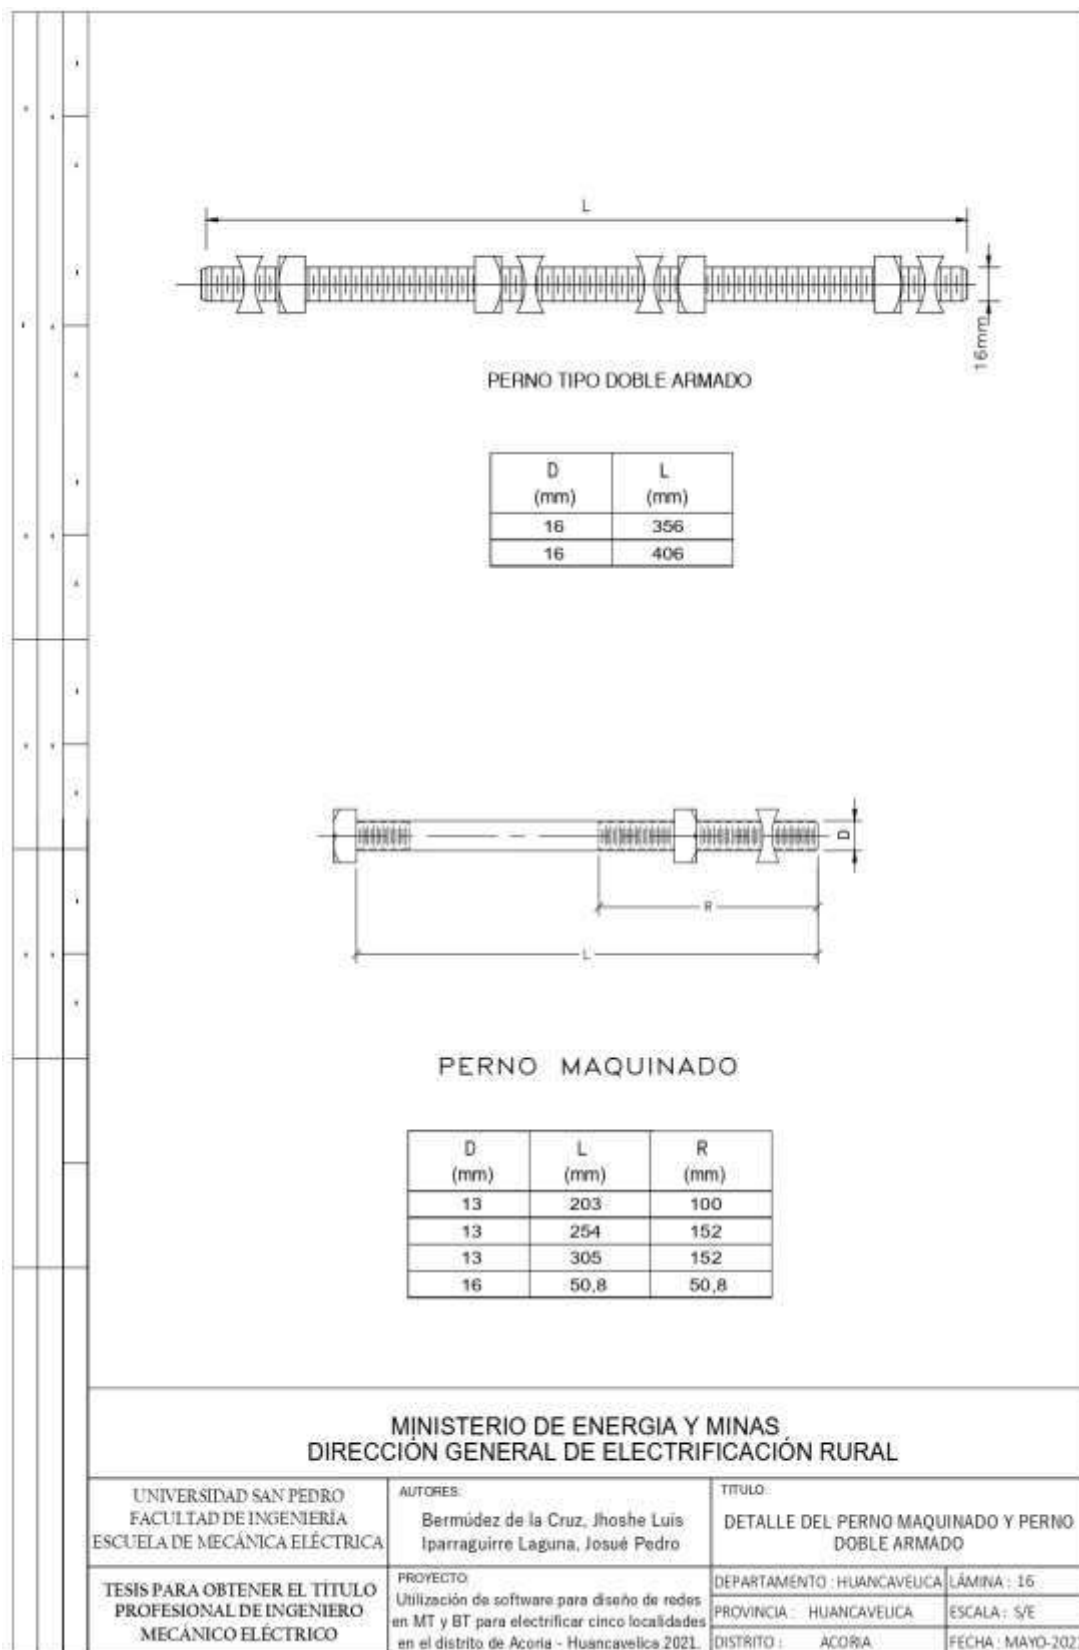 L
16mm
PERNO TIPO DOBLE ARMADO
D L
(mm) (mm)
16 356
16 406
D
R
L
PERNO MAQUINADO
D L R
(mm) (mm) (mm)
13 203 100
13 254 152
13 305 152
16 50,8 50,8
MINISTERIO DE ENERGIA Y MINAS
DIRECCIÓN GENERAL DE ELECTRIFICACIÓN RURAL
UNIVERSIDAD SAN PEDRO
FACULTAD DE INGENIERÍA
ESCUELA DE MECÁNICA ELÉCTRICA
AUTORES:
Bermúdez de la Cruz, Jhoshe Luis
Iparraguirre Laguna, Josué Pedro
TITULO:
DETALLE DEL PERNO MAQUINADO Y PERNO
DOBLE ARMADO
TESIS PARA OBTENER EL TÍTULO
PROFESIONAL DE INGENIERO
MECÁNICO ELÉCTRICO
PROYECTO:
Utilización de software para diseño de redes
en MT y BT para electrificar cinco localidades
en el distrito de Acoria - Huancavelica 2021.
DEPARTAMENTO : HUANCAVELICA LÁMINA : 16
PROVINCIA : HUANCAVELICA ESCALA : S/E
DISTRITO : ACORIA FECHA : MAYO-202